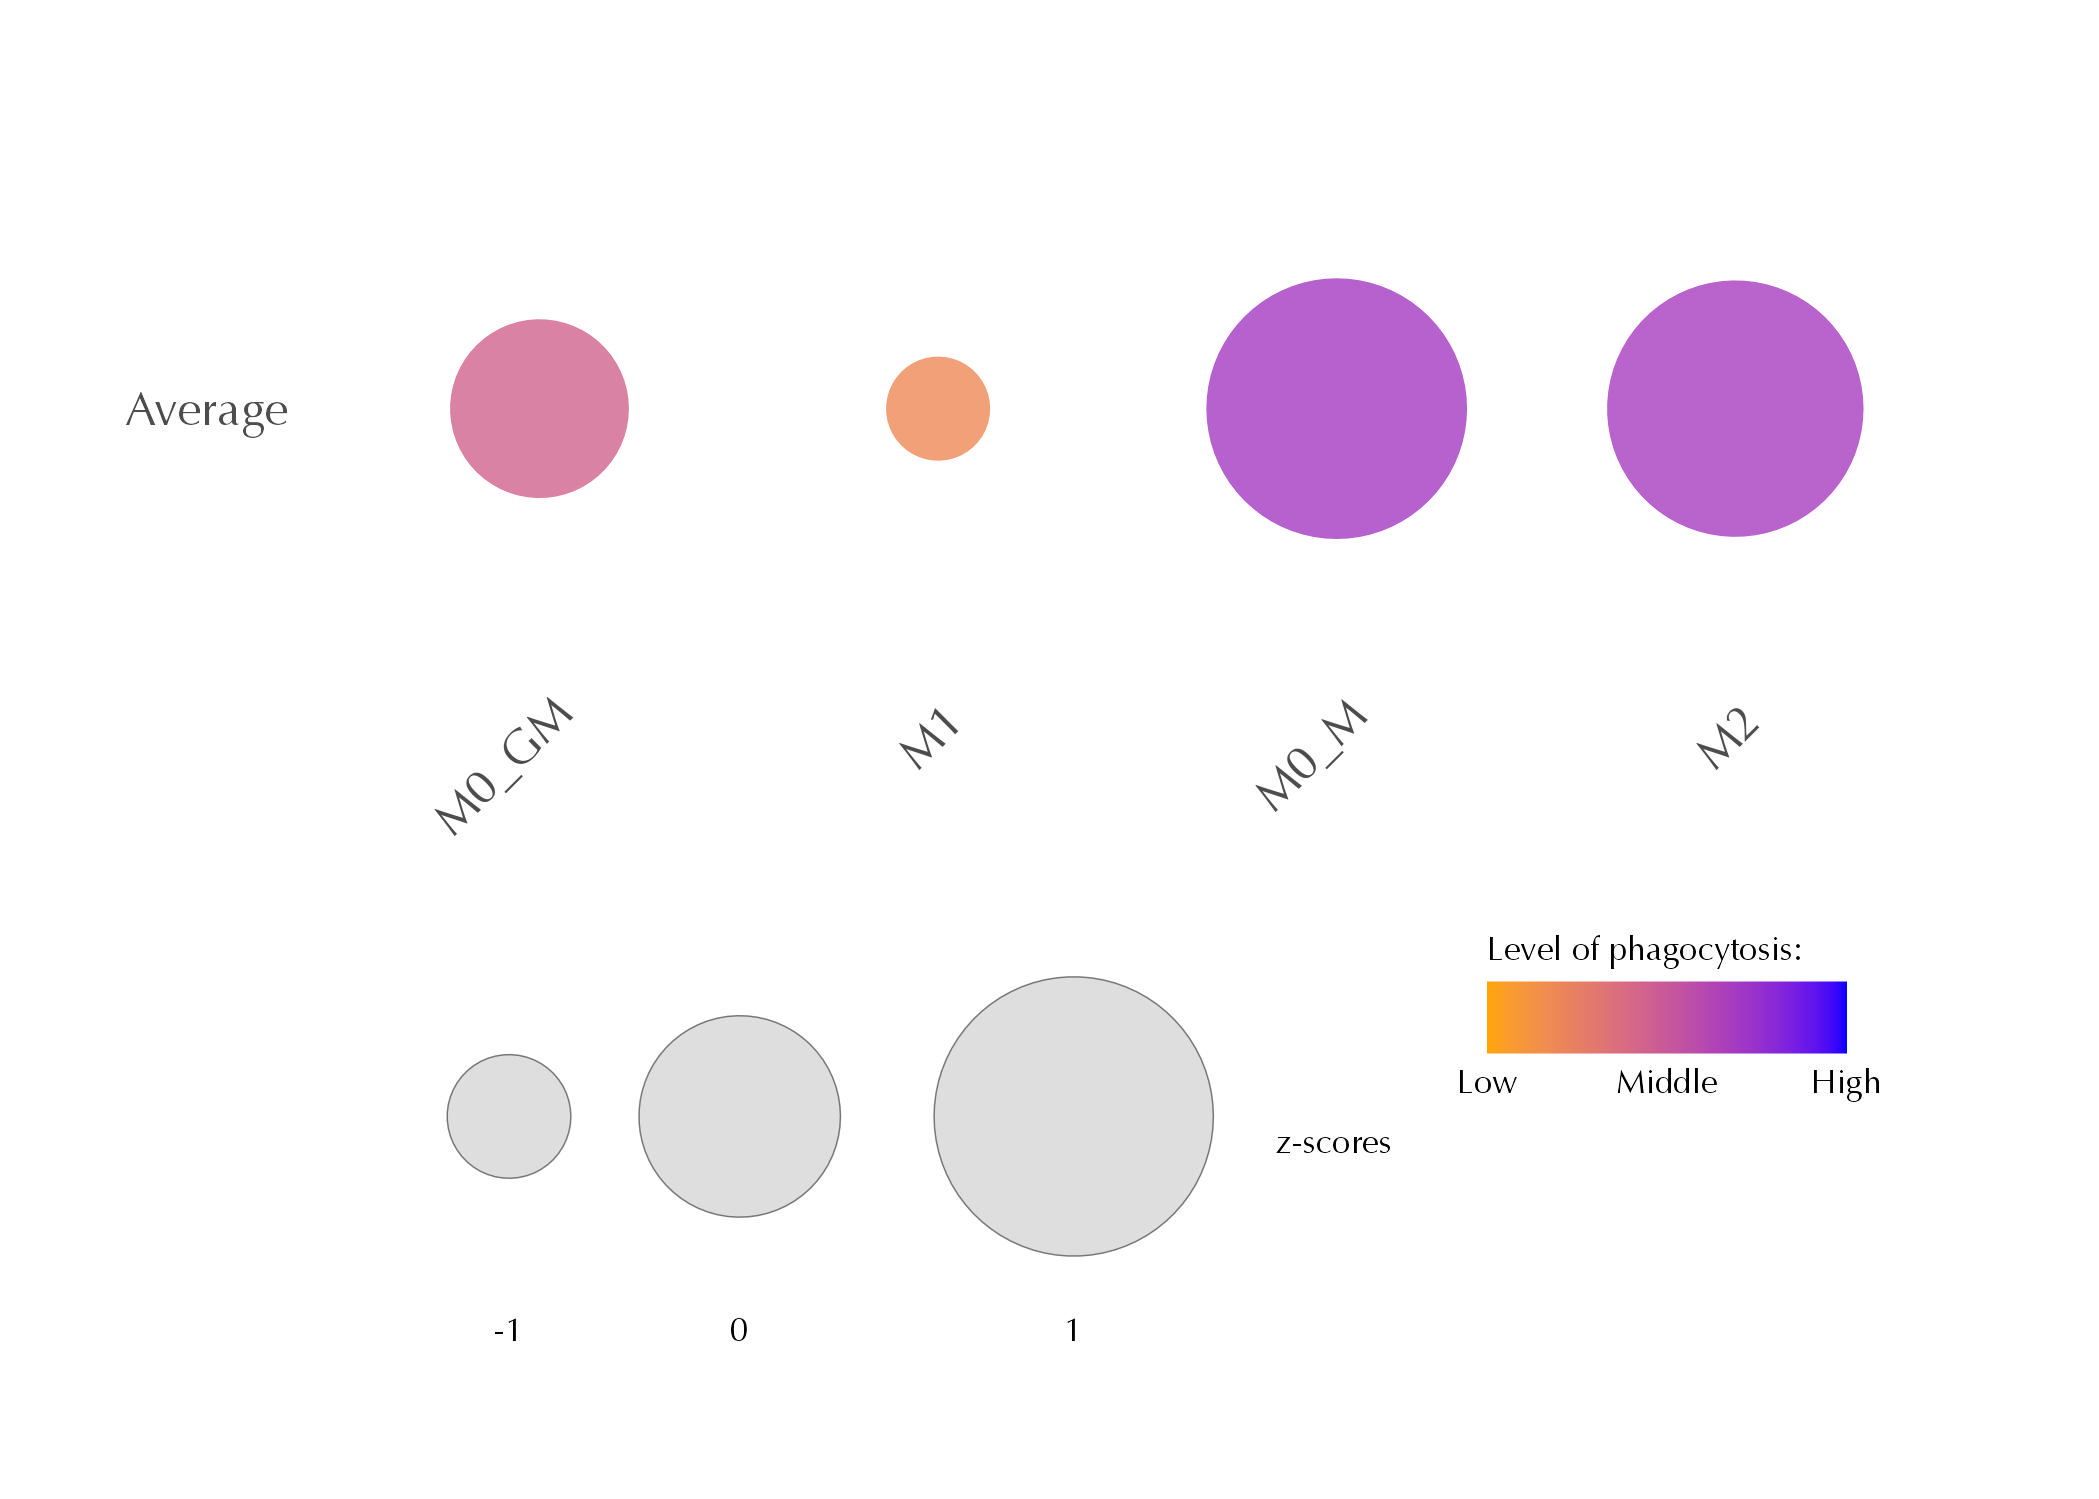 Average
M0_GM
M1
M0_M
M2
Level of phagocytosis:
Low Middle High
z-scores
-1 0 1